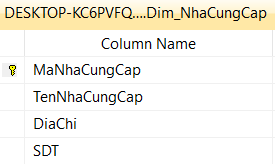 DESKTOP-KC6PVFQ....Dim_NhaCungCap
Column Name
MaNhaCungCap
TenNhaCungCap
DiaChi
SDT